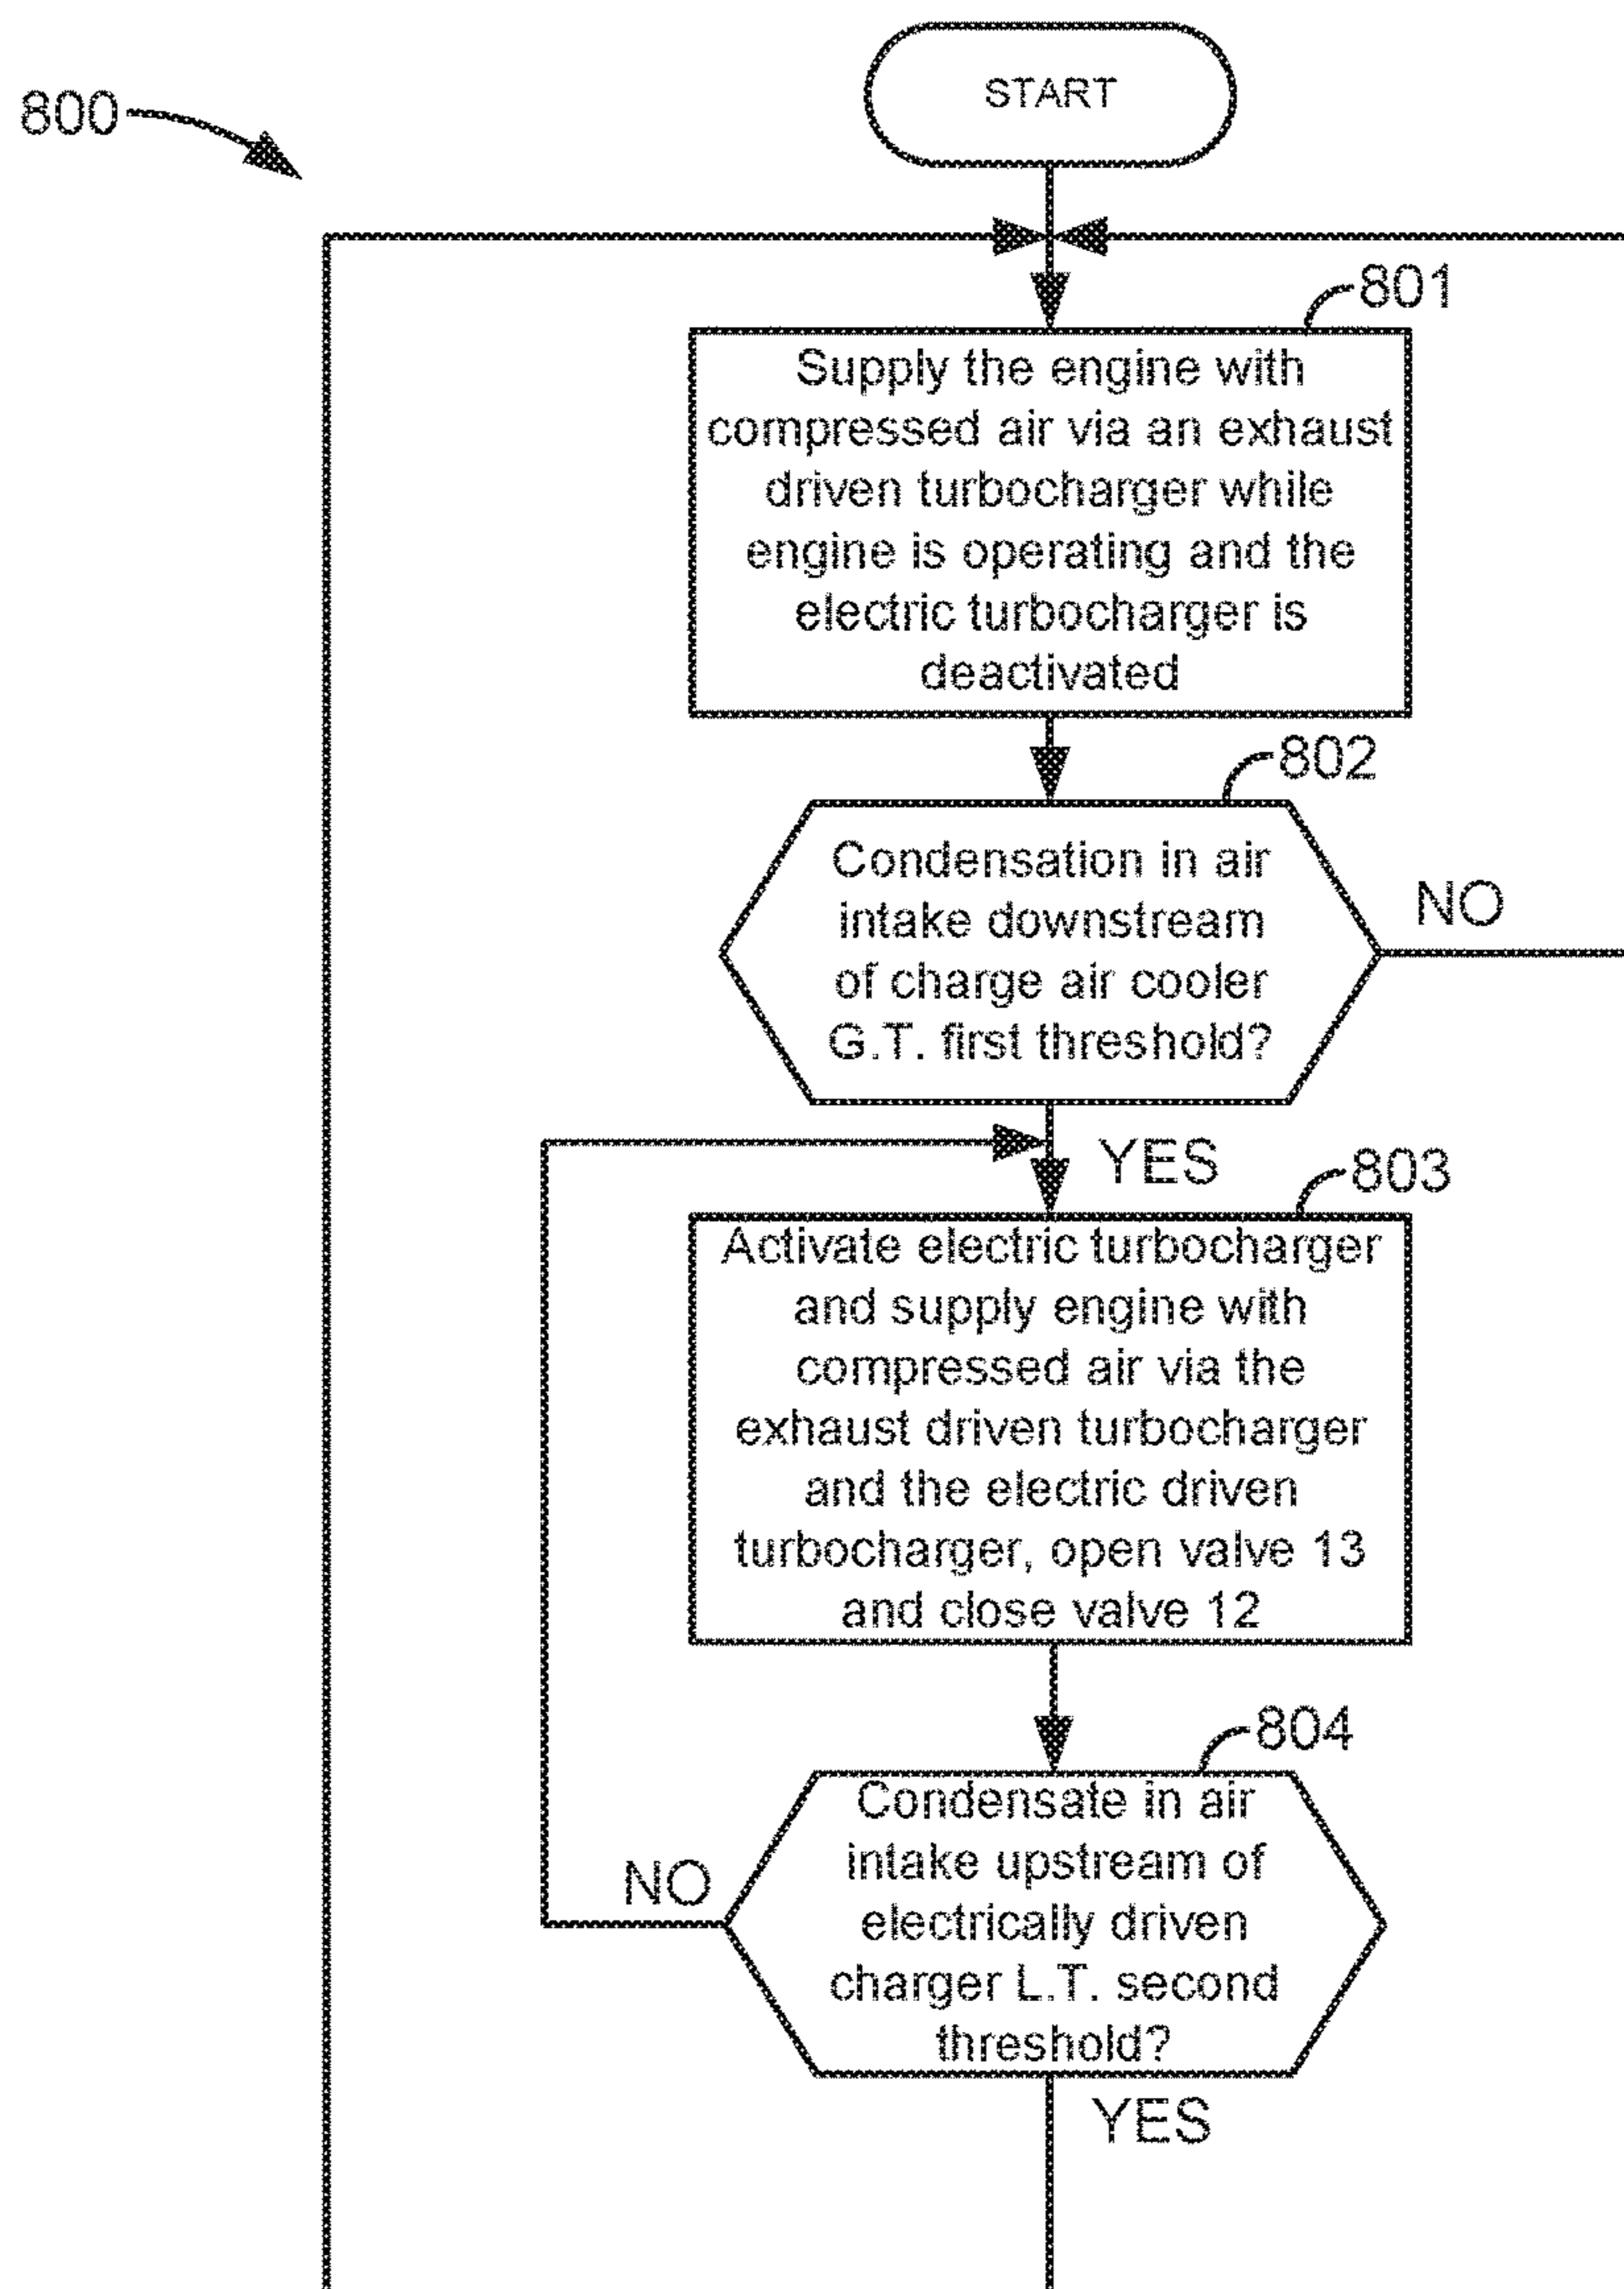 START
800
801
Supply the engine with
compressed air via an exhaust
driven turbocharger while
engine is operating and the
electric turbocharger is
deactivated
802
Condensation in air
intake downstream
of charge air cooler
G.T. first threshold?
NO
YES
803
Activate electric turbocharger
and supply engine with
compressed air via the
exhaust driven turbocharger
and the electric driven
turbocharger, open valve 13
and close valve 12
804
Condensate in air
intake upstream of
electrically driven
charger L.T. second
threshold?
NO
YES